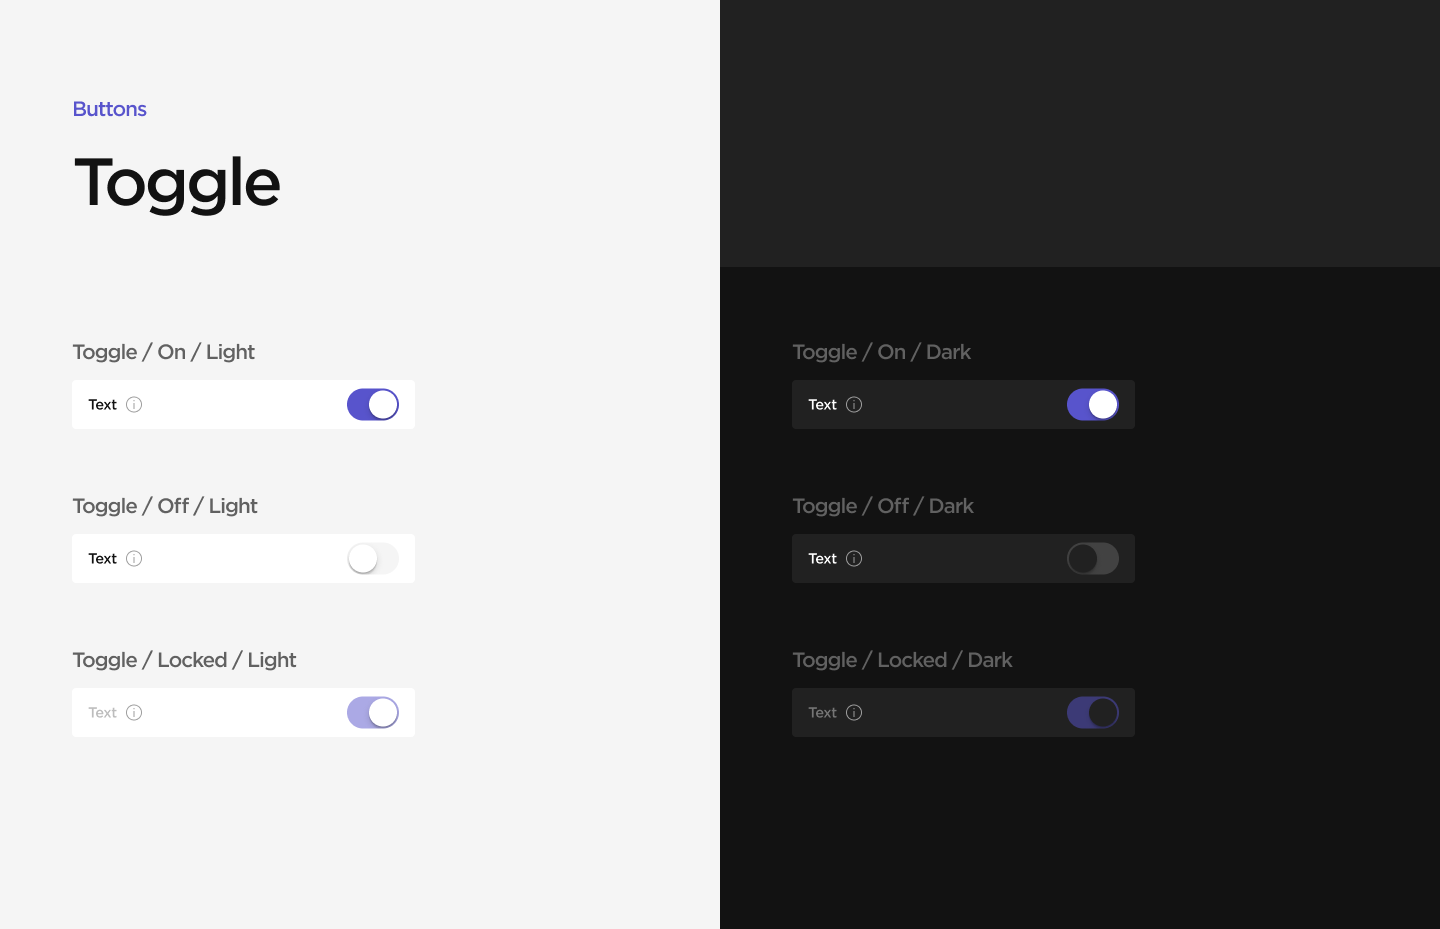 Buttons
Toggle
Toggle / On / Light
Text
Toggle / Off / Light
Text
Toggle / Locked / Light
Text
Toggle / On / Dark
Text
Toggle / Off / Dark
Text
Toggle / Locked / Dark
Text